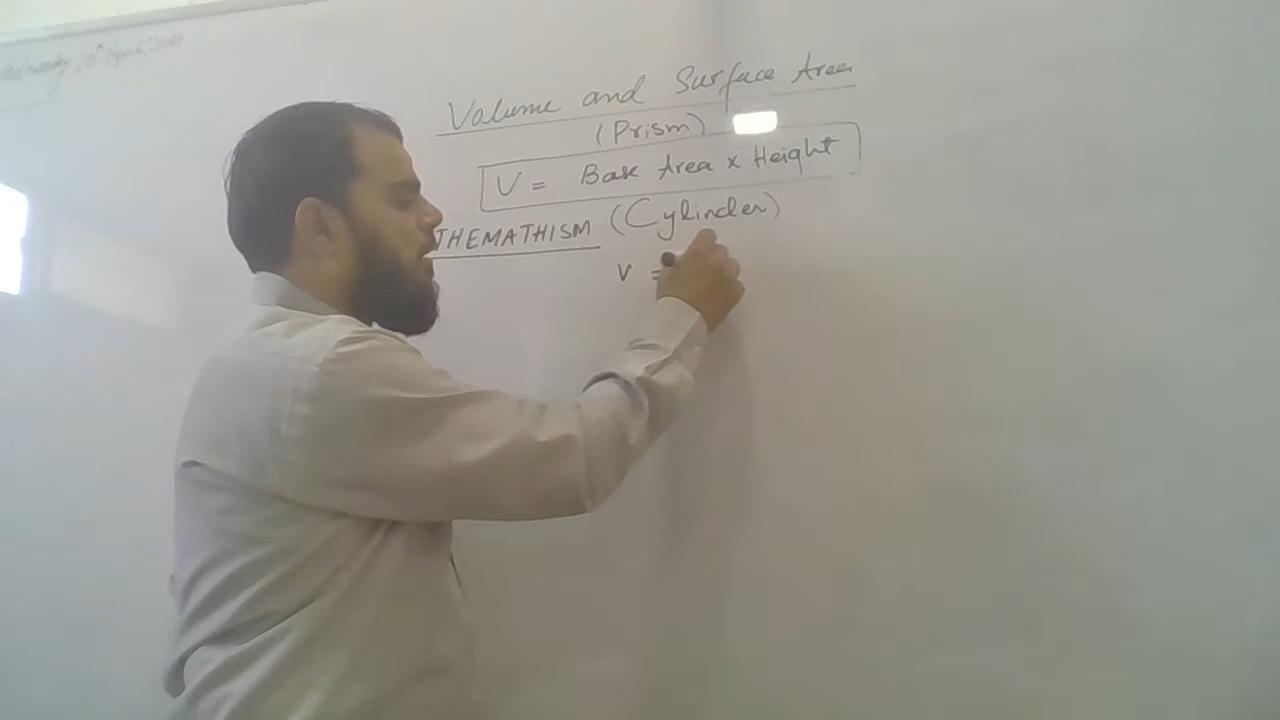 Volume and Surface Area
(Prism)
V = Base Area x Height
THEMATHISM (Cylinder)
V =